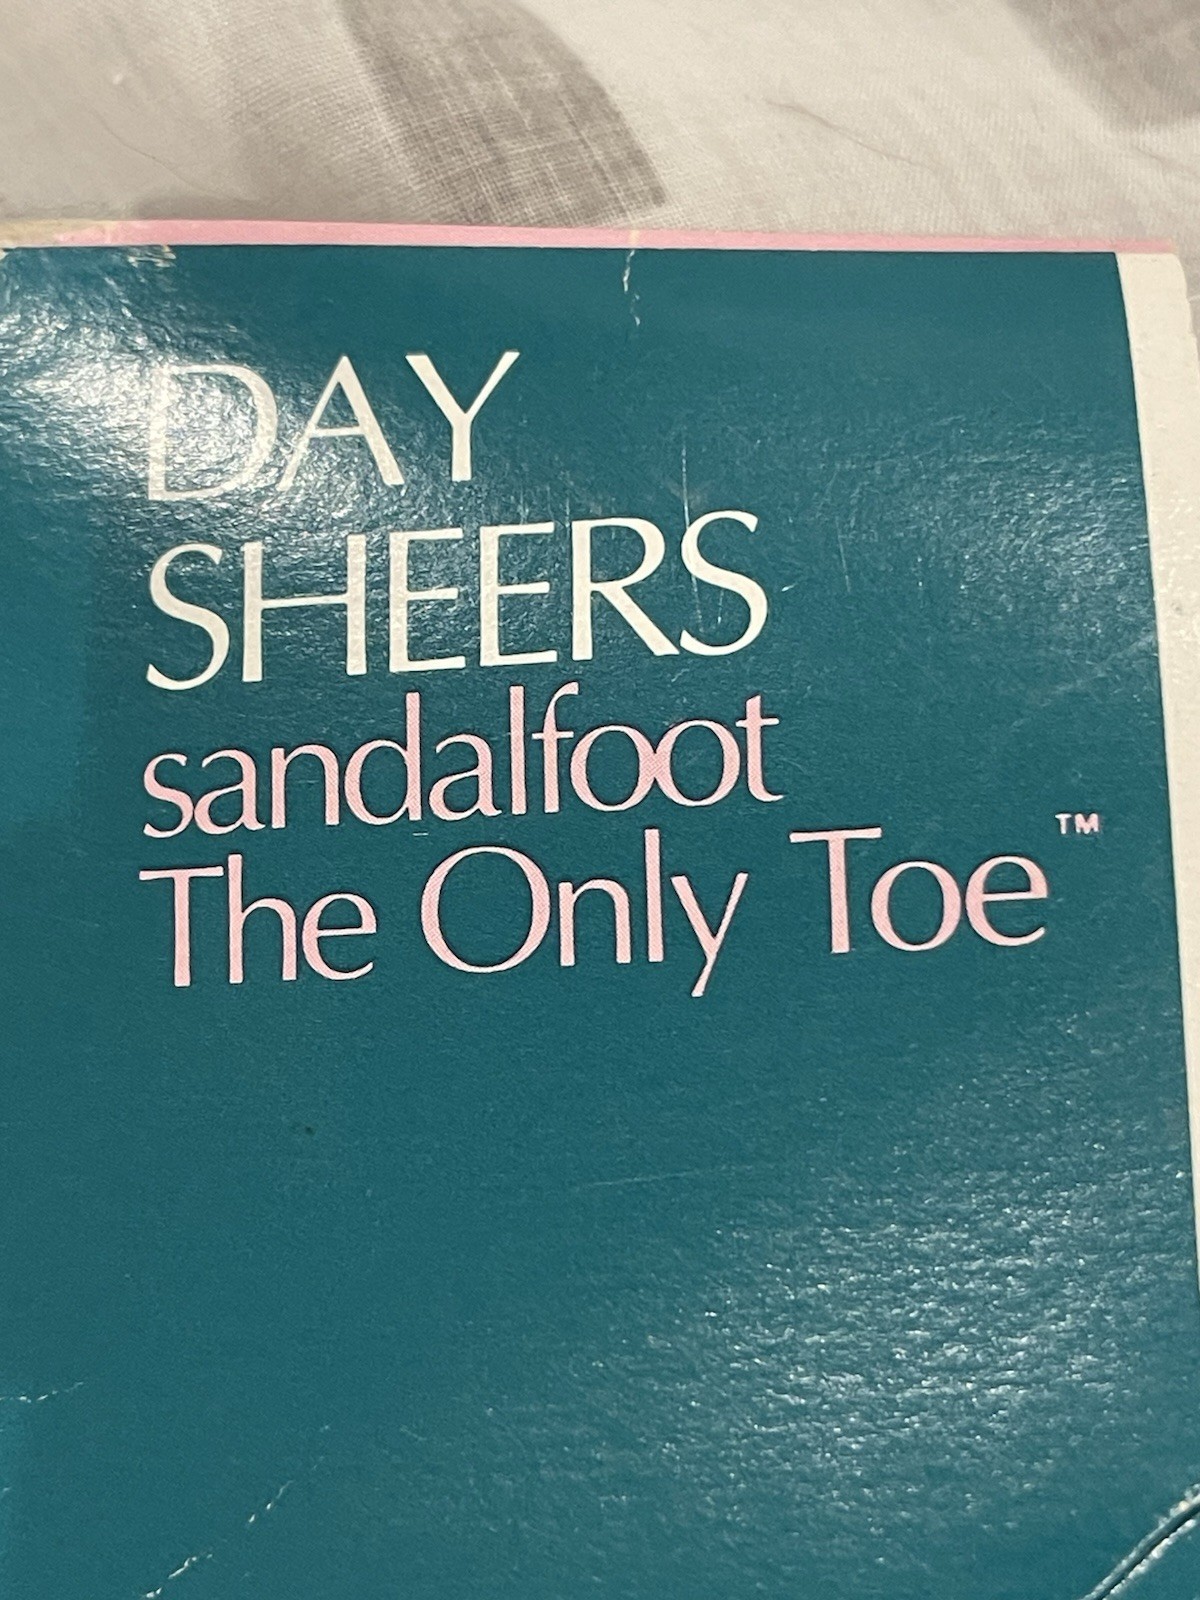 DAY
SHEERS
sandalfoot
The Only Toe™